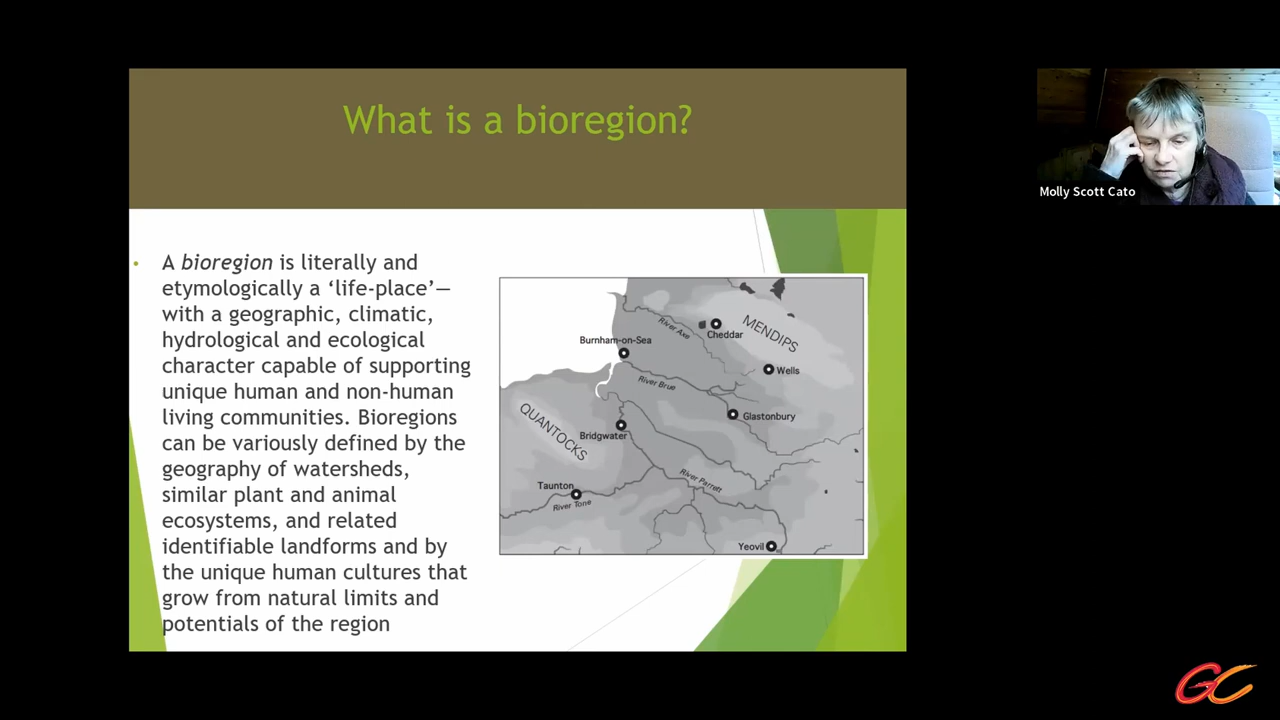 What is a bioregion?
• A bioregion is literally and
etymologically a ‘life-place’—
with a geographic, climatic,
hydrological and ecological
character capable of supporting
unique human and non-human
living communities. Bioregions
can be variously defined by the
geography of watersheds,
similar plant and animal
ecosystems, and related
identifiable landforms and by
the unique human cultures that
grow from natural limits and
potentials of the region
MENDIPS
River Axe
Cheddar
Burnham-on-Sea
Wells
River Brue
Glastonbury
QUANTOCKS
Bridgwater
River Parrett
Taunton
River Tone
Yeovil
Molly Scott Cato
GC